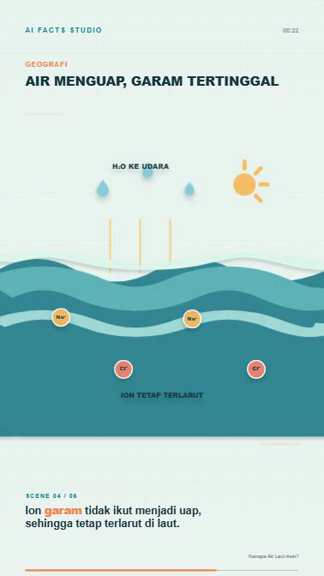 AI FACTS STUDIO
00:22
GEOGRAFI
AIR MENGUAP, GARAM TERTINGGAL
H₂O KE UDARA
Na⁺
Na⁺
Cl⁻
Cl⁻
ION TETAP TERLARUT
SCENE 04 / 06
Ion garam tidak ikut menjadi uap,
sehingga tetap terlarut di laut.
Kenapa Air Laut Asin?